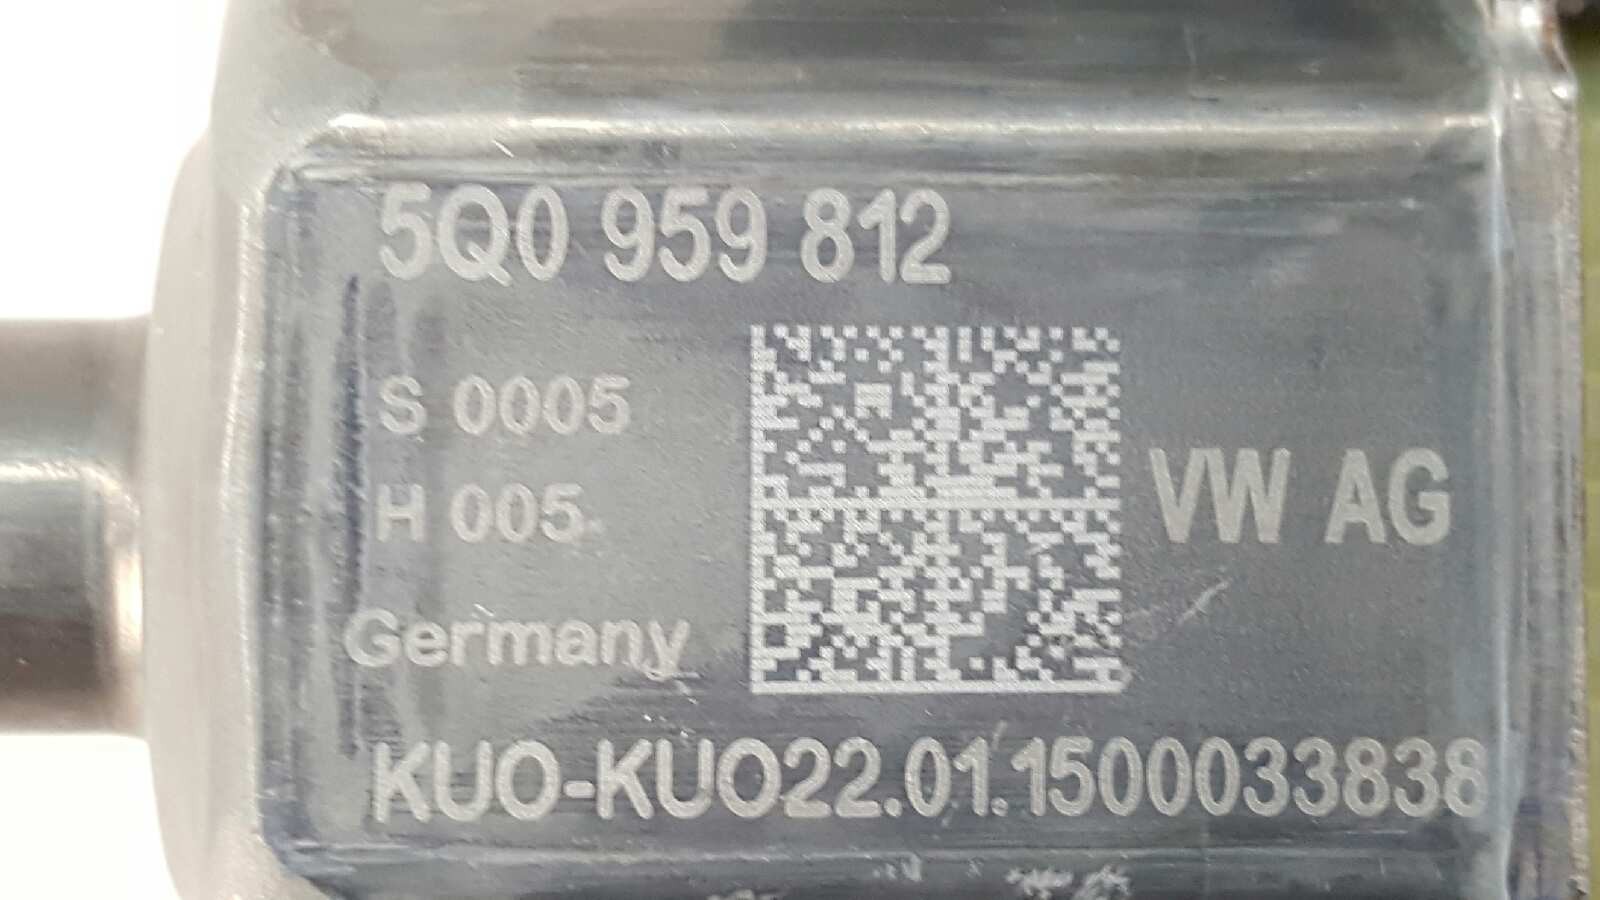 5Q0 959 812
S 0005
H 005
VW AG
Germany
KUO-KUO22.01.1500033838